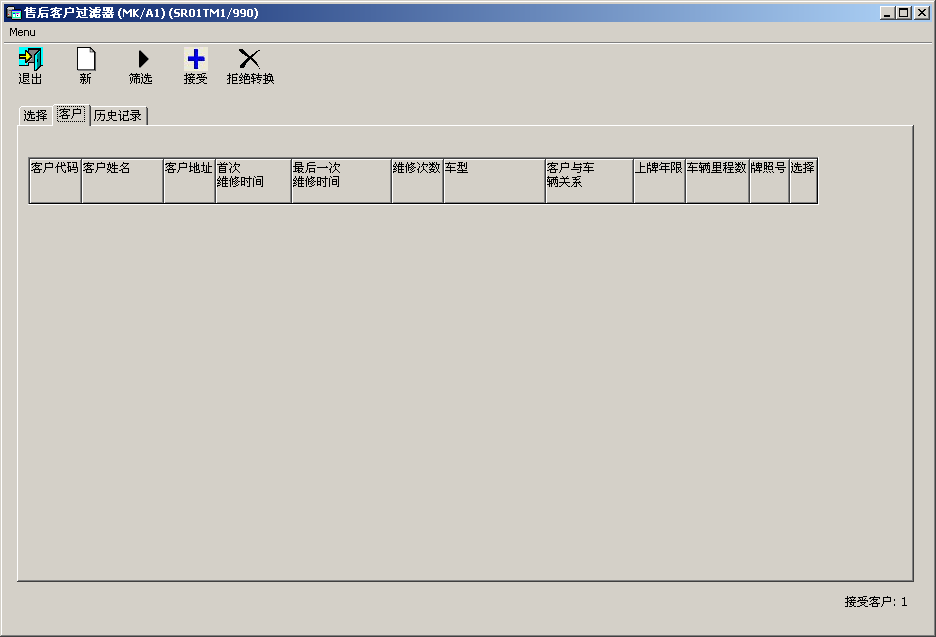 售后客户过滤器 (MK/A1) (SR01TM1/990)
Menu
退出 新 筛选 接受 拒绝转换
选择 客户 历史记录
客户代码 客户姓名 客户地址 首次 最后一次 维修次数 车型 客户与车 上牌年限 车辆里程数 牌照号 选择
维修时间 维修时间 辆关系
接受客户: 1